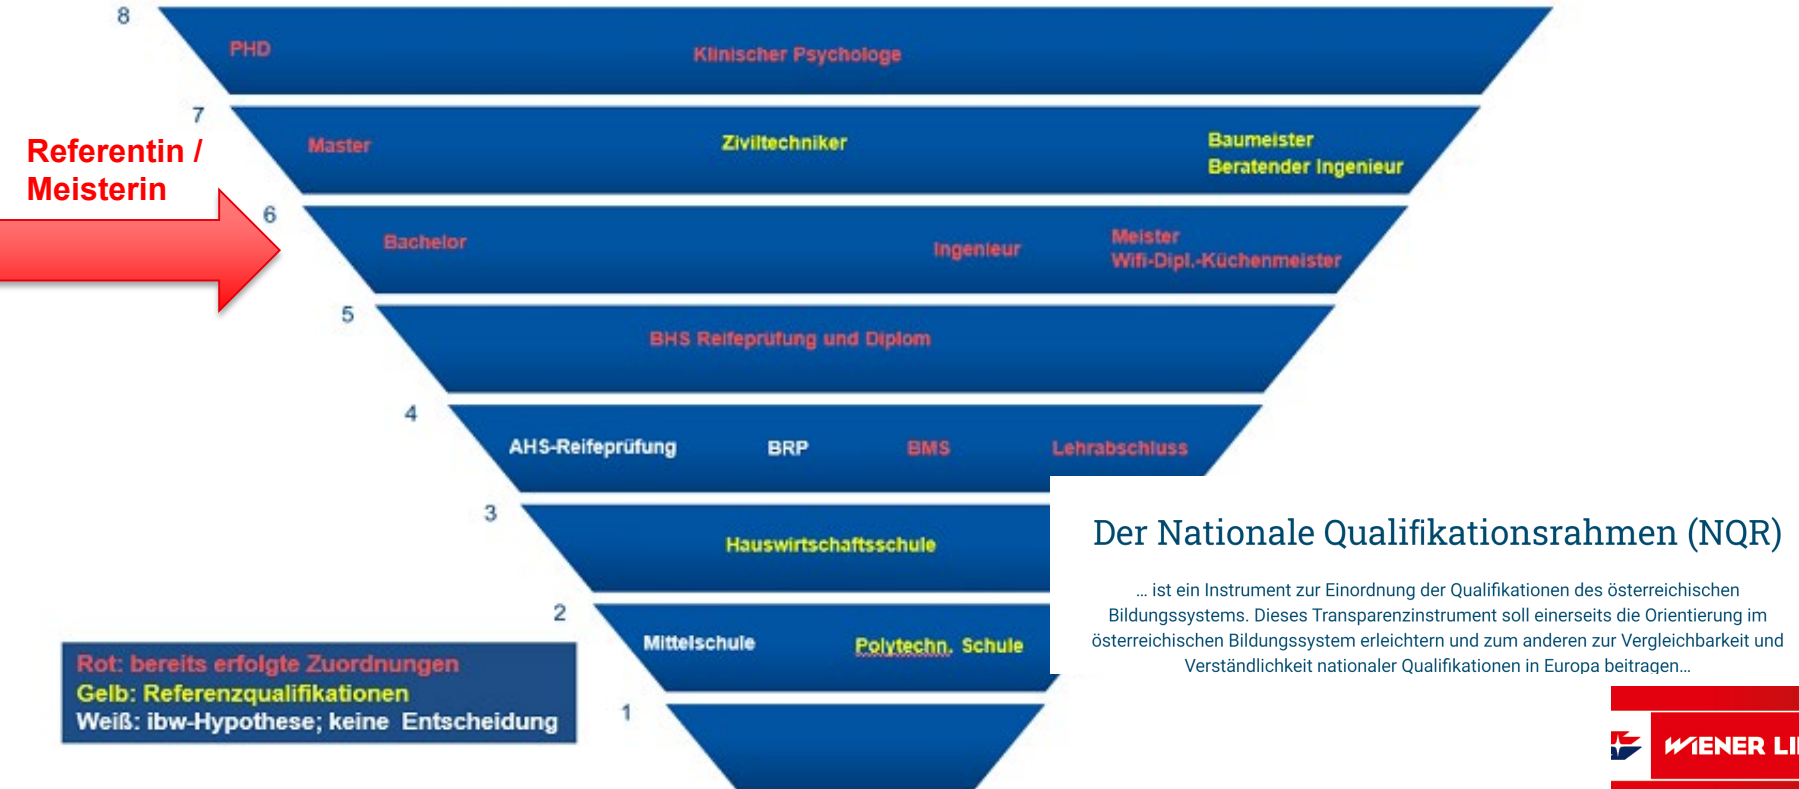 8
PHD
Klinischer Psychologe
7
Referentin /
Meisterin
Master
Ziviltechniker
Baumeister
Beratender Ingenieur
6
Bachelor
Ingenieur
Meister
Wifi-Dipl.-Küchenmeister
5
BHS Reifeprüfung und Diplom
4
AHS-Reifeprüfung
BRP
BMS
Lehrabschluss
3
Hauswirtschaftsschule
Der Nationale Qualifikationsrahmen (NQR)
... ist ein Instrument zur Einordnung der Qualifikationen des österreichischen
Bildungssystems. Dieses Transparenzinstrument soll einerseits die Orientierung im
österreichischen Bildungssystem erleichtern und zum anderen zur Vergleichbarkeit und
Verständlichkeit nationaler Qualifikationen in Europa beitragen...
2
Mittelschule
Polytechn. Schule
Rot: bereits erfolgte Zuordnungen
Gelb: Referenzqualifikationen
Weiß: ibw-Hypothese; keine Entscheidung
1
WIENER